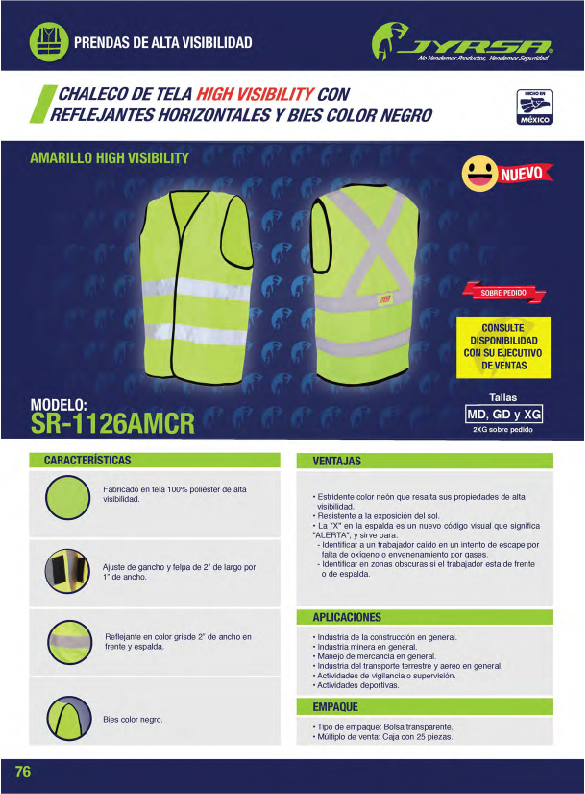 PRENDAS DE ALTA VISIBILIDAD
JYRSA®
No Vendemos Productos, Vendemos Seguridad
CHALECO DE TELA HIGH VISIBILITY CON
REFLEJANTES HORIZONTALES Y BIES COLOR NEGRO
HECHO EN
MÉXICO
AMARILLO HIGH VISIBILITY
NUEVO
SOBRE PEDIDO
CONSULTE
DISPONIBILIDAD
CON SU EJECUTIVO
DE VENTAS
MODELO:
SR-1126AMCR
Tallas
MD, GD y XG
2XG sobre pedido
CARACTERÍSTICAS
Fabricado en tela 100% poliéster de alta
visibilidad.
Ajuste de gancho y felpa de 2" de largo por
1" de ancho.
Reflejante en color gris de 2" de ancho en
frente y espalda.
Bies color negro.
VENTAJAS
• Estridente color neón que resalta sus propiedades de alta
visibilidad.
• Resistente a la exposición del sol.
• La "X" en la espalda es un nuevo código visual que significa
"ALERTA", y sirve para:
- Identificar a un trabajador caído en un intento de escape por
falta de oxígeno o envenenamiento por gases.
- Identificar en zonas obscuras si el trabajador esta de frente
o de espalda.
APLICACIONES
• Industria de la construcción en general.
• Industria minera en general.
• Manejo de mercancía en general.
• Industria del transporte terrestre y aereo en general
• Actividades de vigilancia o supervisión.
• Actividades deportivas.
EMPAQUE
• Tipo de empaque: Bolsa transparente.
• Múltiplo de venta: Caja con 25 piezas.
76